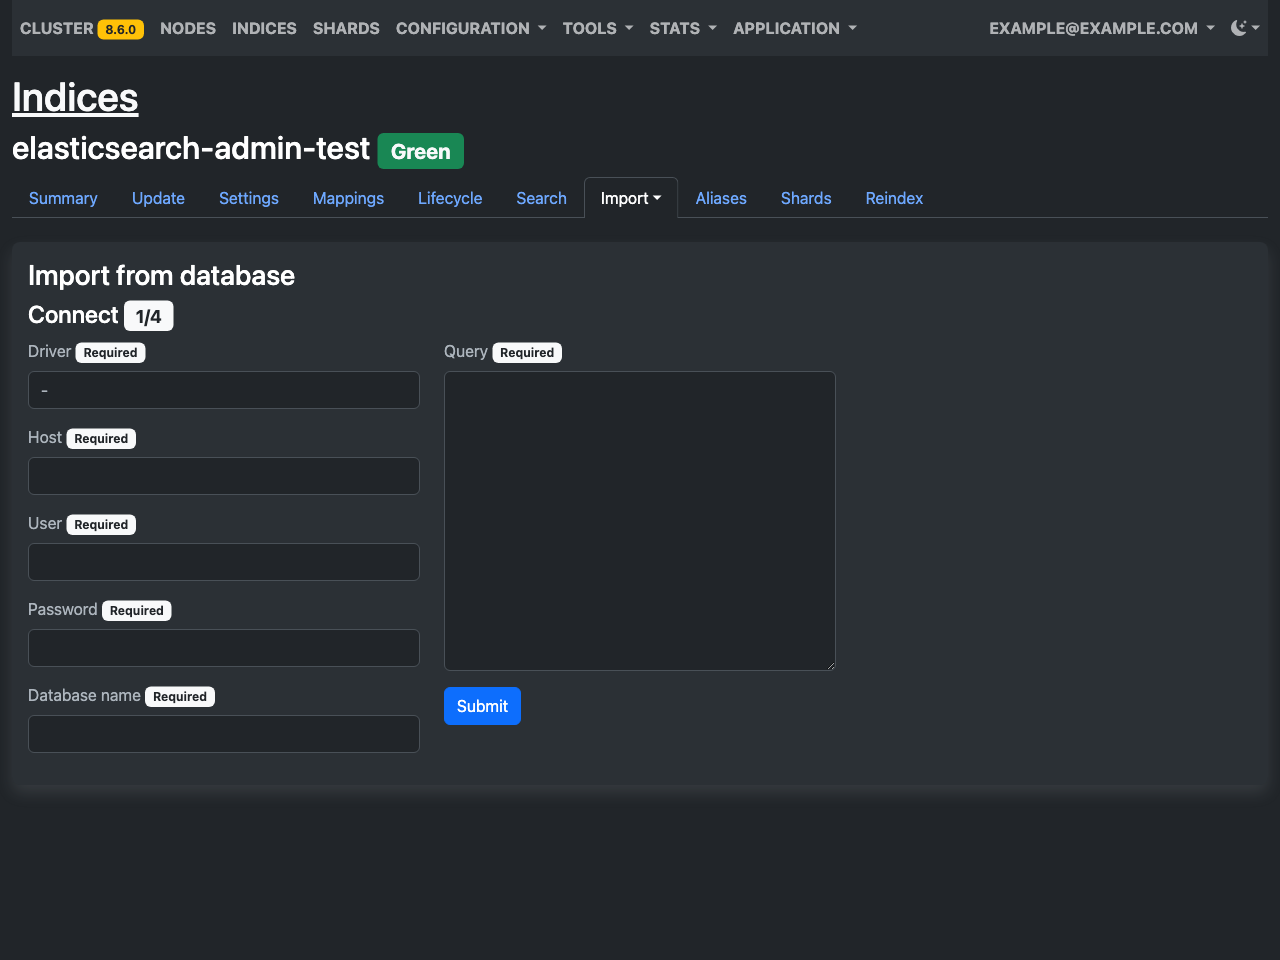 CLUSTER 8.6.0 NODES INDICES SHARDS CONFIGURATION TOOLS STATS APPLICATION EXAMPLE@EXAMPLE.COM
Indices
elasticsearch-admin-test Green
Summary Update Settings Mappings Lifecycle Search Import Aliases Shards Reindex
Import from database
Connect 1/4
Driver Required
-
Host Required
User Required
Password Required
Database name Required
Query Required
Submit